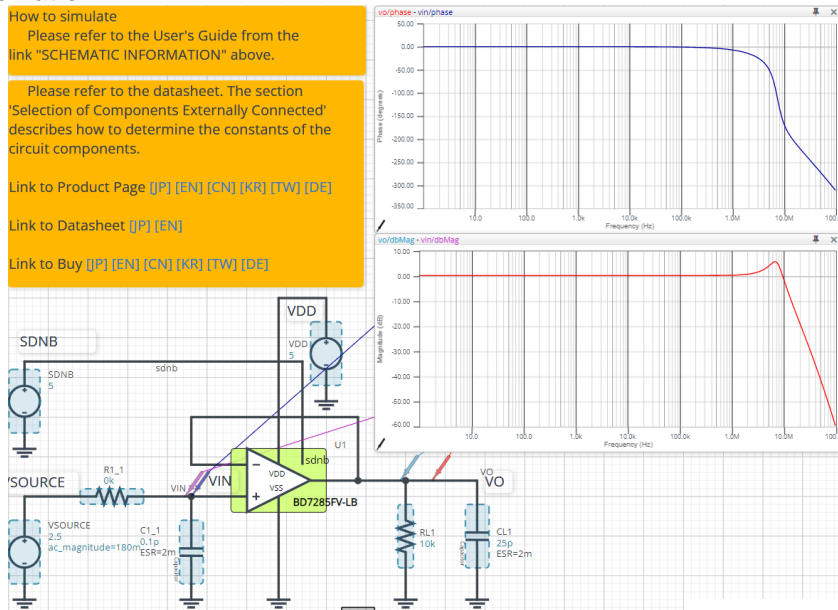 How to simulate
Please refer to the User's Guide from the
link "SCHEMATIC INFORMATION" above.
Please refer to the datasheet. The section
'Selection of Components Externally Connected'
describes how to determine the constants of the
circuit components.
Link to Product Page [JP] [EN] [CN] [KR] [TW] [DE]
Link to Datasheet [JP] [EN]
Link to Buy [JP] [EN] [CN] [KR] [TW] [DE]
vo/phase - vin/phase
50.00
0.00
-50.00
-100.00
-150.00
-200.00
-250.00
-300.00
-350.00
Phase (degrees)
10.0 100.0 1.0k 10.0k 100.0k 1.0M 10.0M 100.
Frequency (Hz)
vo/dbMag - vin/dbMag
10.00
0.00
-10.00
-20.00
-30.00
-40.00
-50.00
-60.00
Magnitude (dB)
10.0 100.0 1.0k 10.0k 100.0k 1.0M 10.0M 100.
Frequency (Hz)
VDD
VDD
5
SDNB
SDNB
5
sdnb
U1
sdnb
VDD
VSS
BD7285FV-LB
R1_1
0k
VIN
VIN
/SOURCE
VSOURCE
2.5
ac_magnitude=180m
C1_1
0.1p
ESR=2m
Capacitor
VO
VO
RL1
10k
CL1
25p
ESR=2m
Capacitor